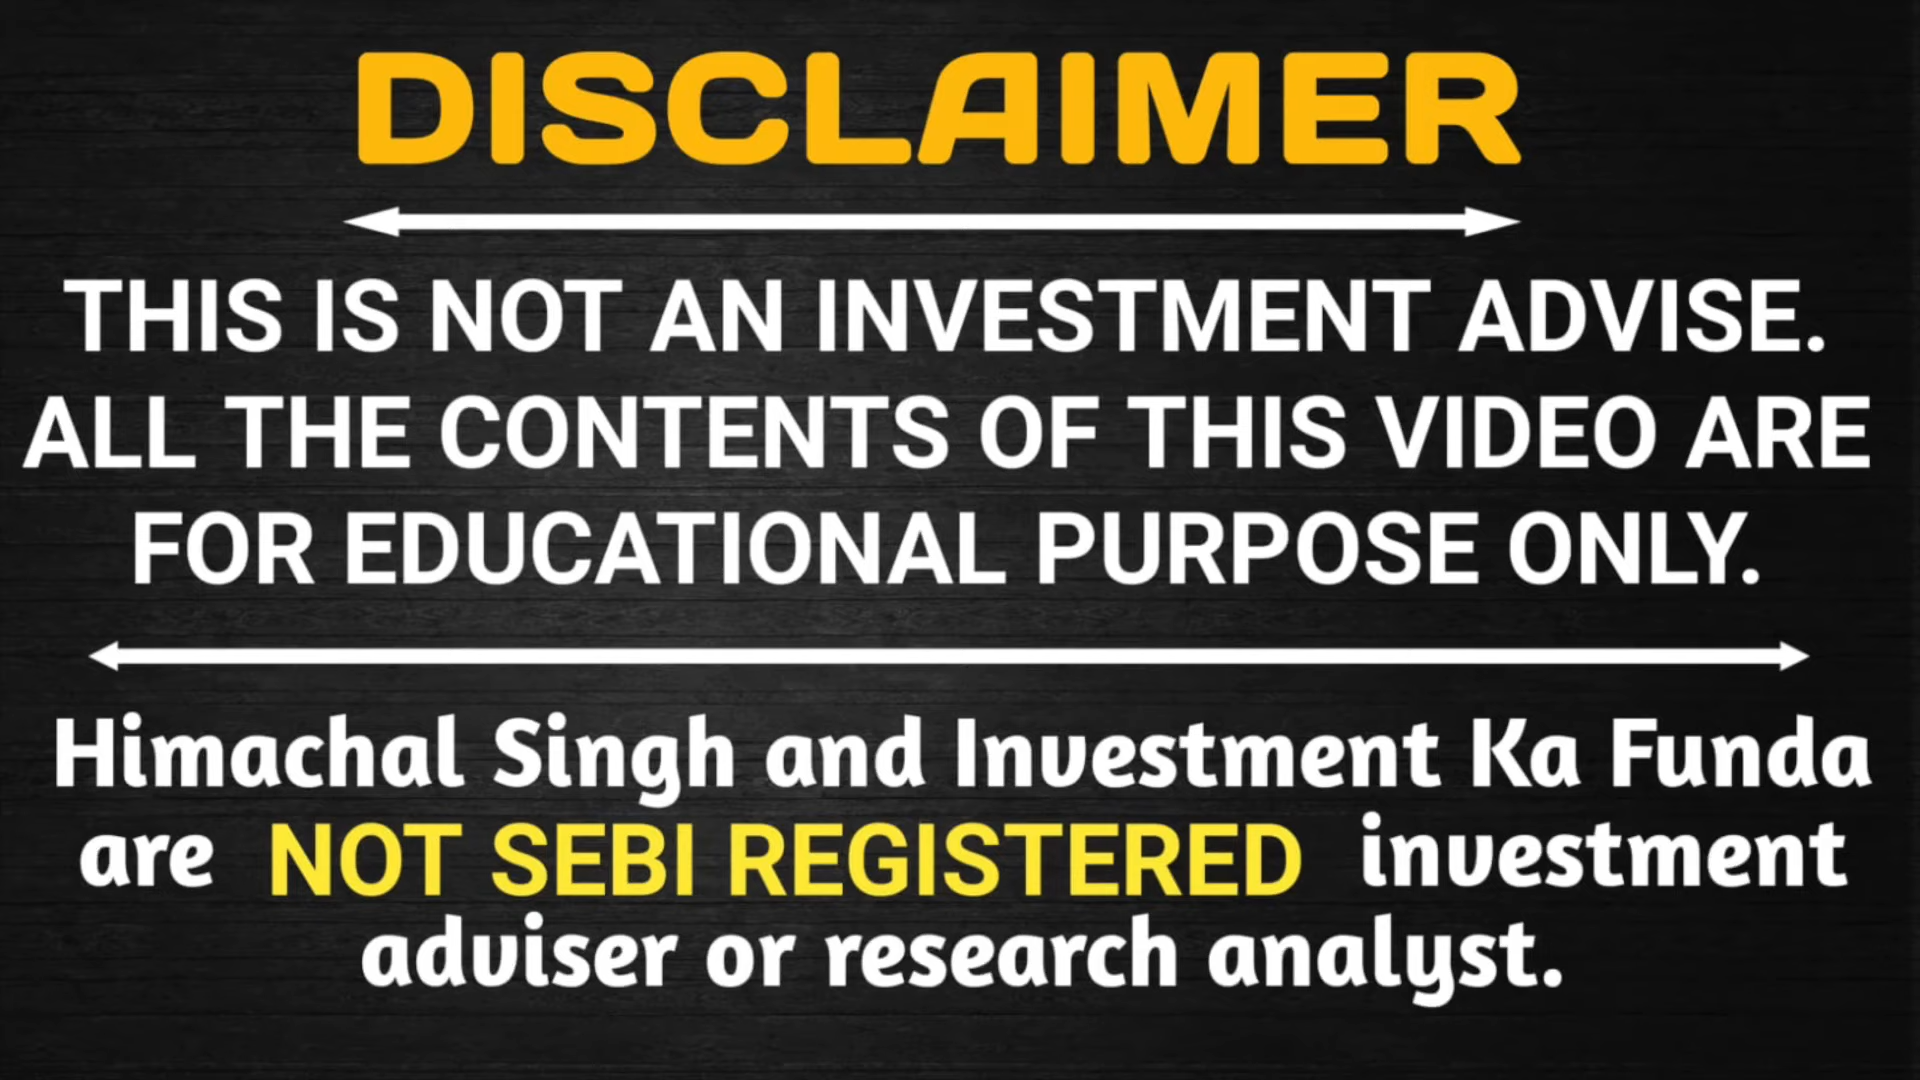 DISCLAIMER
THIS IS NOT AN INVESTMENT ADVISE.
ALL THE CONTENTS OF THIS VIDEO ARE
FOR EDUCATIONAL PURPOSE ONLY.
Himachal Singh and Investment Ka Funda
are NOT SEBI REGISTERED investment
adviser or research analyst.